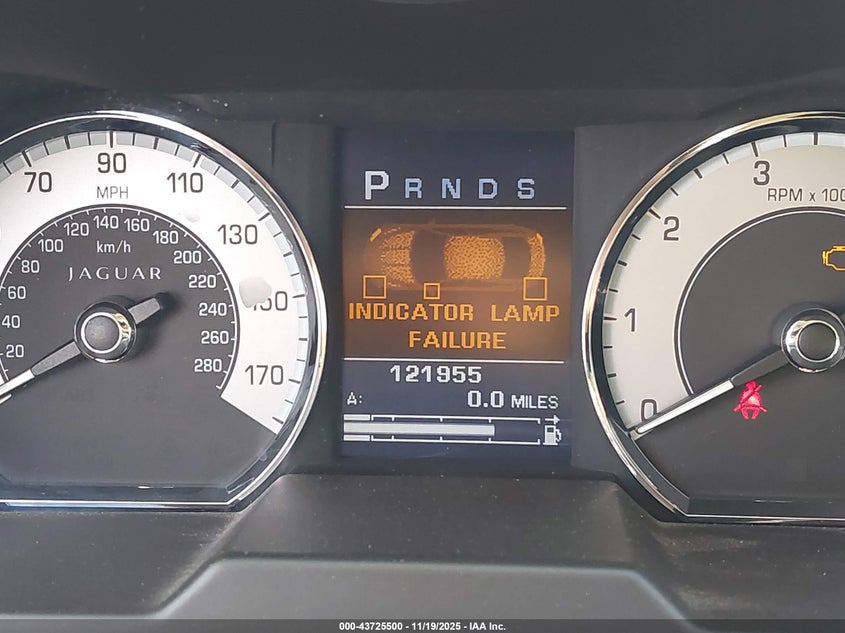 70 90 110 130 150 170
MPH
20 40 60 80 100 120 140 160 180 200 220 240 260 280
km/h
JAGUAR
P R N D S
INDICATOR LAMP
FAILURE
121955
A: 0.0 MILES
0 1 2 3
RPM x 100
000-43725500 - 11/19/2025 - IAA Inc.